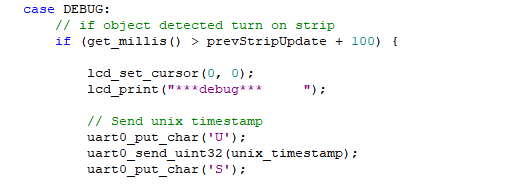 case DEBUG:
// if object detected turn on strip
if (get_millis() > prevStripUpdate + 100) {
lcd_set_cursor(0, 0);
lcd_print("***debug***      ");
// Send unix timestamp
uart0_put_char('U');
uart0_send_uint32(unix_timestamp);
uart0_put_char('S');